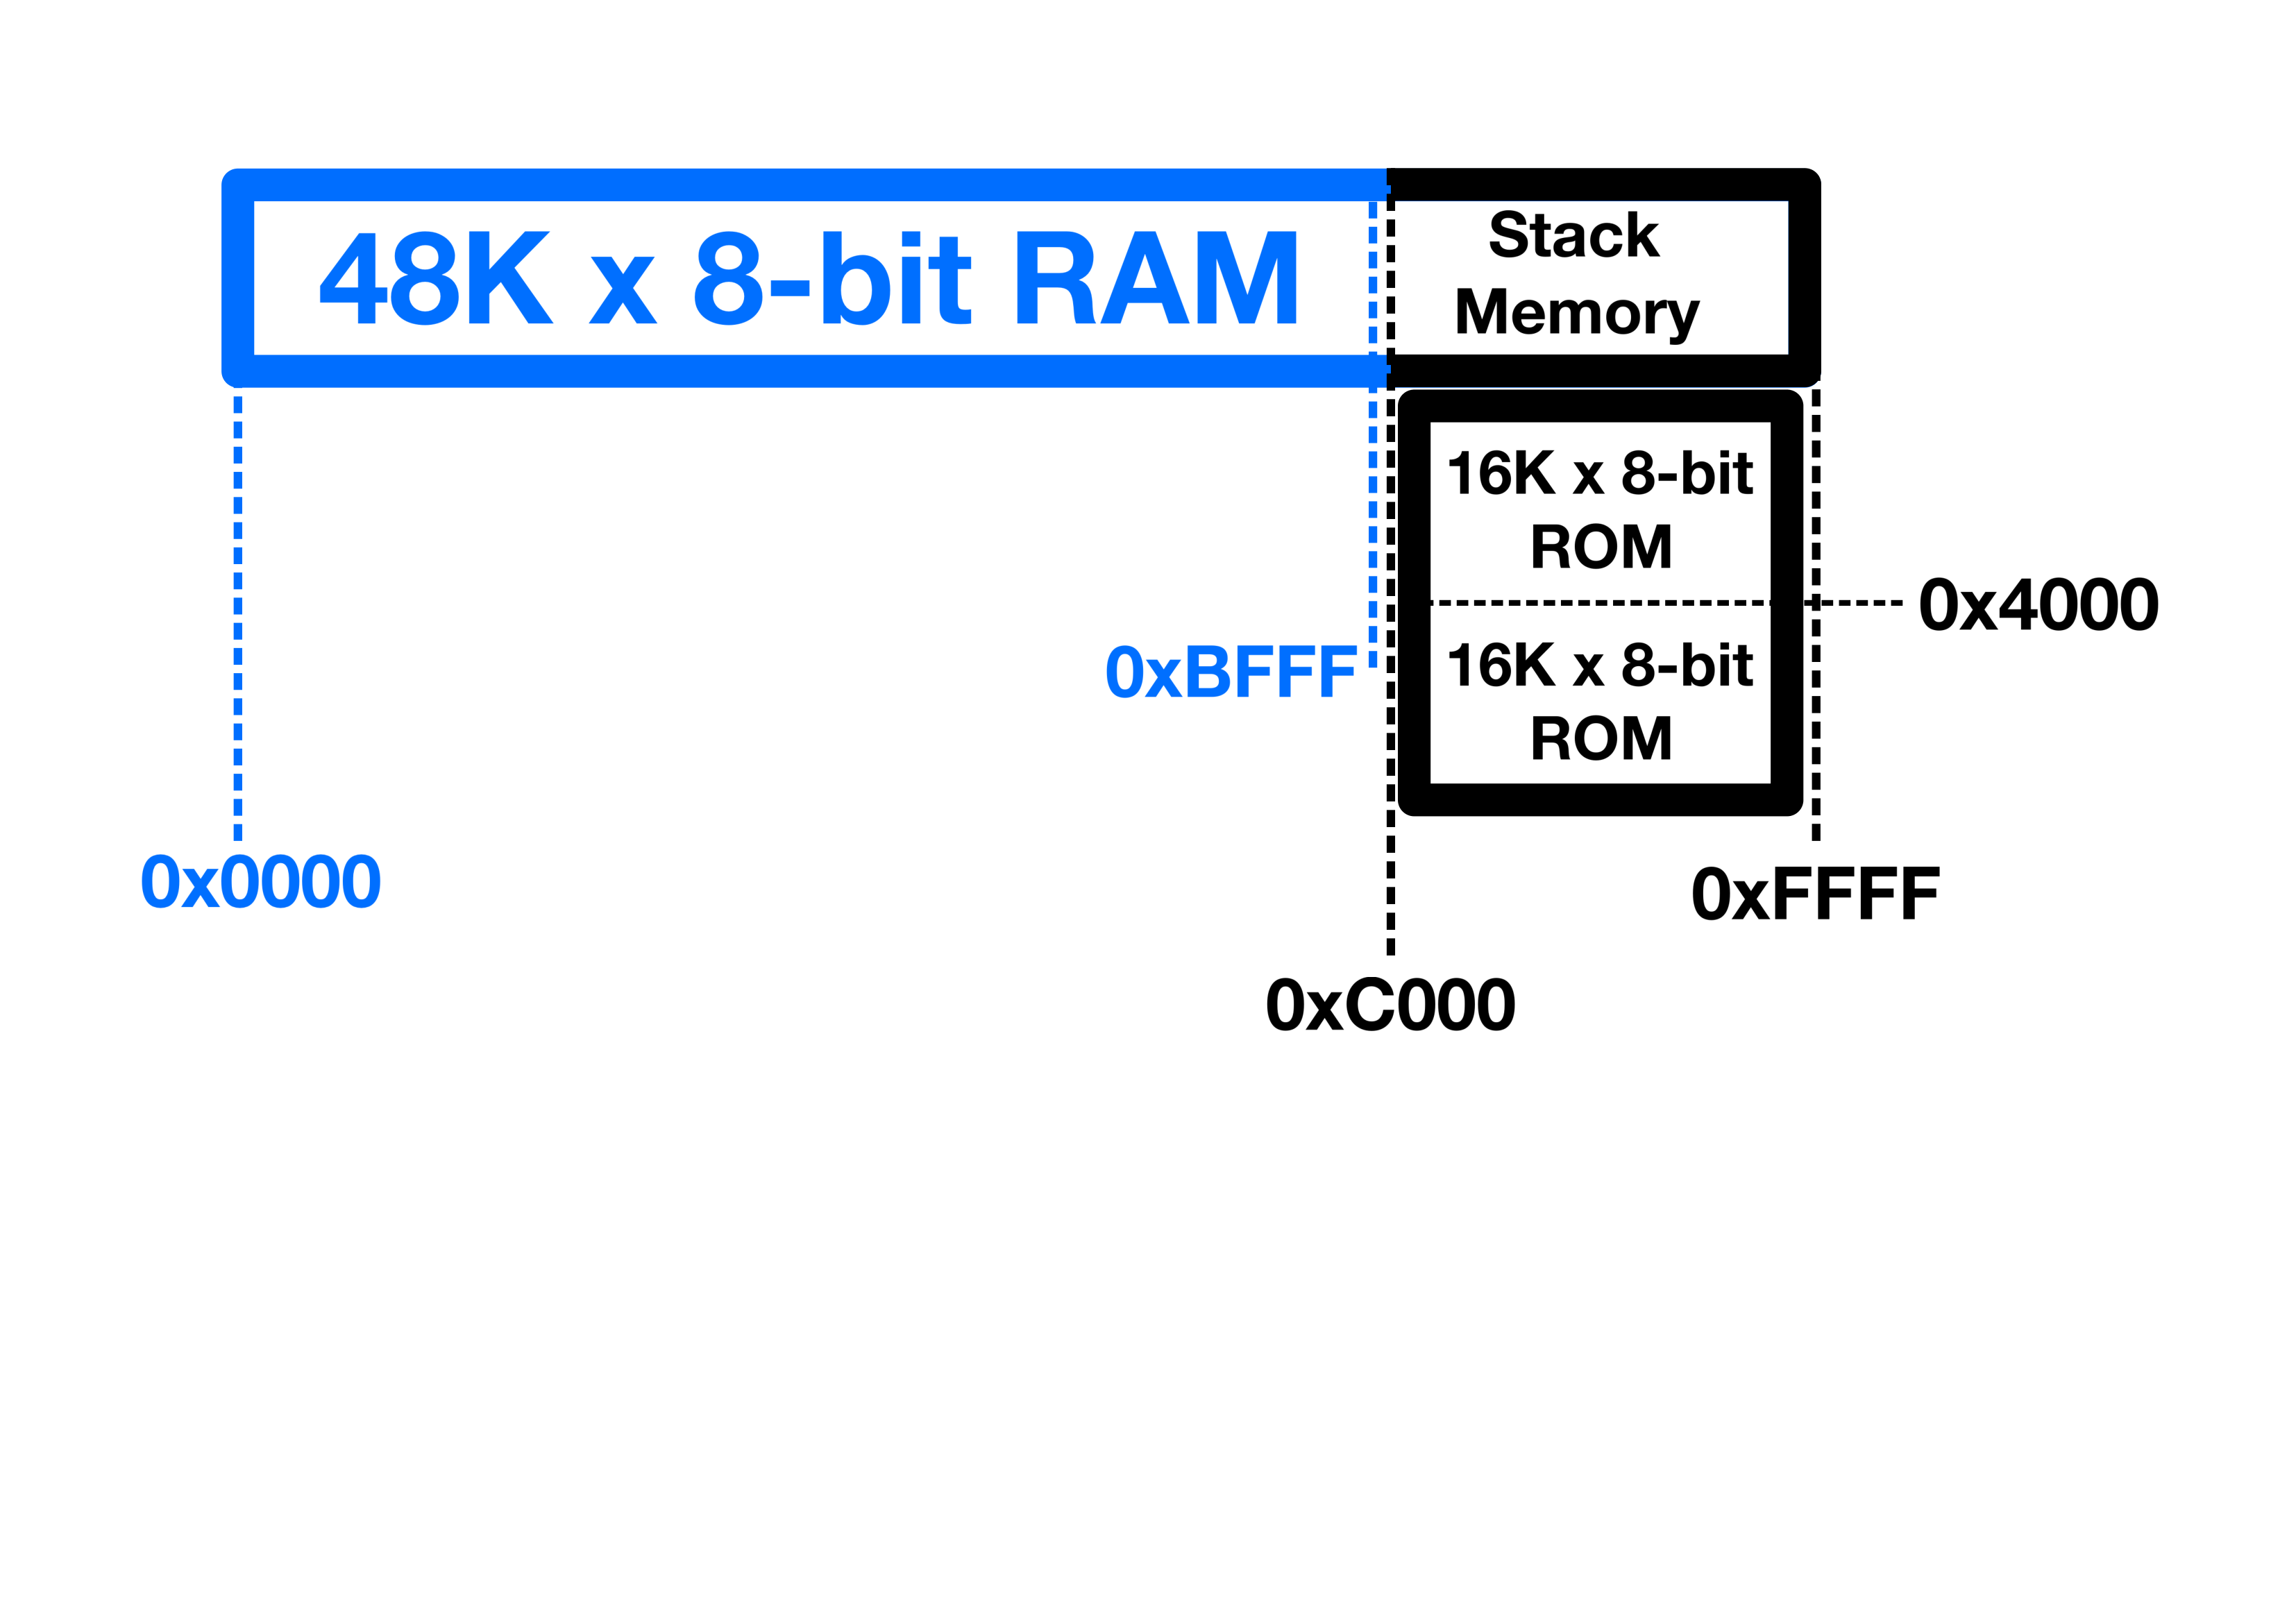 48K x 8-bit RAM
Stack
Memory
16K x 8-bit
ROM
0x4000
16K x 8-bit
ROM
0xBFFF
0x0000
0xFFFF
0xC000